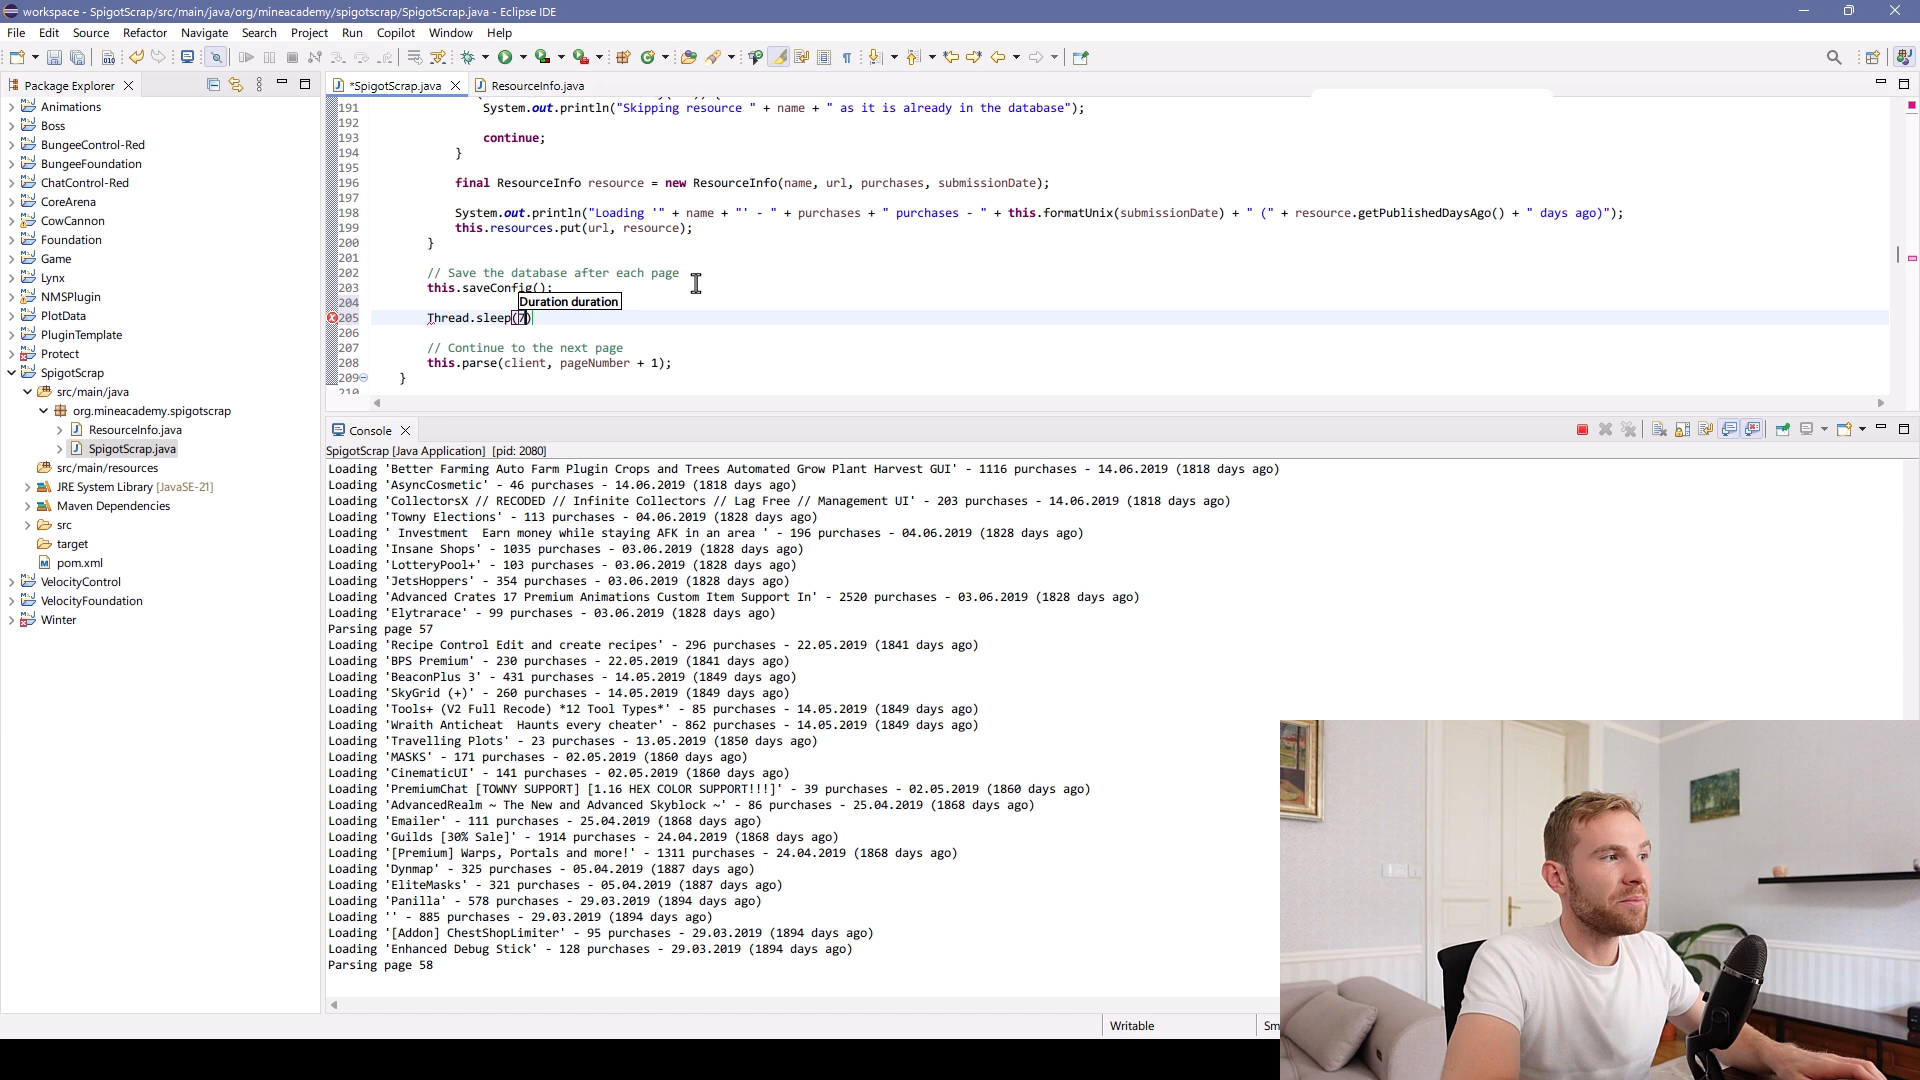 workspace - SpigotScrap/src/main/java/org/mineacademy/spigotscrap/SpigotScrap.java - Eclipse IDE
File Edit Source Refactor Navigate Search Project Run Copilot Window Help
Package Explorer
*SpigotScrap.java ResourceInfo.java
Animations
Boss
BungeeControl-Red
BungeeFoundation
ChatControl-Red
CoreArena
CowCannon
Foundation
Game
Lynx
NMSPlugin
PlotData
PluginTemplate
Protect
SpigotScrap
src/main/java
org.mineacademy.spigotscrap
ResourceInfo.java
SpigotScrap.java
src/main/resources
JRE System Library [JavaSE-21]
Maven Dependencies
src
target
pom.xml
VelocityControl
VelocityFoundation
Winter
191 System.out.println("Skipping resource " + name + " as it is already in the database");
192
193 continue;
194 }
195
196 final ResourceInfo resource = new ResourceInfo(name, url, purchases, submissionDate);
197
198 System.out.println("Loading '" + name + "' - " + purchases + " purchases - " + this.formatUnix(submissionDate) + " (" + resource.getPublishedDaysAgo() + " days ago)");
199 this.resources.put(url, resource);
200 }
201
202 // Save the database after each page
203 this.saveConfig();
204 Duration duration
205 Thread.sleep(7)
206
207 // Continue to the next page
208 this.parse(client, pageNumber + 1);
209 }
210
Console
SpigotScrap [Java Application] [pid: 2080]
Loading 'Better Farming Auto Farm Plugin Crops and Trees Automated Grow Plant Harvest GUI' - 1116 purchases - 14.06.2019 (1818 days ago)
Loading 'AsyncCosmetic' - 46 purchases - 14.06.2019 (1818 days ago)
Loading 'CollectorsX // RECODED // Infinite Collectors // Lag Free // Management UI' - 203 purchases - 14.06.2019 (1818 days ago)
Loading 'Towny Elections' - 113 purchases - 04.06.2019 (1828 days ago)
Loading ' Investment  Earn money while staying AFK in an area ' - 196 purchases - 04.06.2019 (1828 days ago)
Loading 'Insane Shops' - 1035 purchases - 03.06.2019 (1828 days ago)
Loading 'LotteryPool+' - 103 purchases - 03.06.2019 (1828 days ago)
Loading 'JetsHoppers' - 354 purchases - 03.06.2019 (1828 days ago)
Loading 'Advanced Crates 17 Premium Animations Custom Item Support In' - 2520 purchases - 03.06.2019 (1828 days ago)
Loading 'Elytrarace' - 99 purchases - 03.06.2019 (1828 days ago)
Parsing page 57
Loading 'Recipe Control Edit and create recipes' - 296 purchases - 22.05.2019 (1841 days ago)
Loading 'BPS Premium' - 230 purchases - 22.05.2019 (1841 days ago)
Loading 'BeaconPlus 3' - 431 purchases - 14.05.2019 (1849 days ago)
Loading 'SkyGrid (+)' - 260 purchases - 14.05.2019 (1849 days ago)
Loading 'Tools+ (V2 Full Recode) *12 Tool Types*' - 85 purchases - 14.05.2019 (1849 days ago)
Loading 'Wraith Anticheat  Haunts every cheater' - 862 purchases - 14.05.2019 (1849 days ago)
Loading 'Travelling Plots' - 23 purchases - 13.05.2019 (1850 days ago)
Loading 'MASKS' - 171 purchases - 02.05.2019 (1860 days ago)
Loading 'CinematicUI' - 141 purchases - 02.05.2019 (1860 days ago)
Loading 'PremiumChat [TOWNY SUPPORT] [1.16 HEX COLOR SUPPORT!!!]' - 39 purchases - 02.05.2019 (1860 days ago)
Loading 'AdvancedRealm ~ The New and Advanced Skyblock ~' - 86 purchases - 25.04.2019 (1868 days ago)
Loading 'Emailer' - 111 purchases - 25.04.2019 (1868 days ago)
Loading 'Guilds [30% Sale]' - 1914 purchases - 24.04.2019 (1868 days ago)
Loading '[Premium] Warps, Portals and more!' - 1311 purchases - 24.04.2019 (1868 days ago)
Loading 'Dynmap' - 325 purchases - 05.04.2019 (1887 days ago)
Loading 'EliteMasks' - 321 purchases - 05.04.2019 (1887 days ago)
Loading 'Panilla' - 578 purchases - 29.03.2019 (1894 days ago)
Loading '' - 885 purchases - 29.03.2019 (1894 days ago)
Loading '[Addon] ChestShopLimiter' - 95 purchases - 29.03.2019 (1894 days ago)
Loading 'Enhanced Debug Stick' - 128 purchases - 29.03.2019 (1894 days ago)
Parsing page 58
Writable Sm